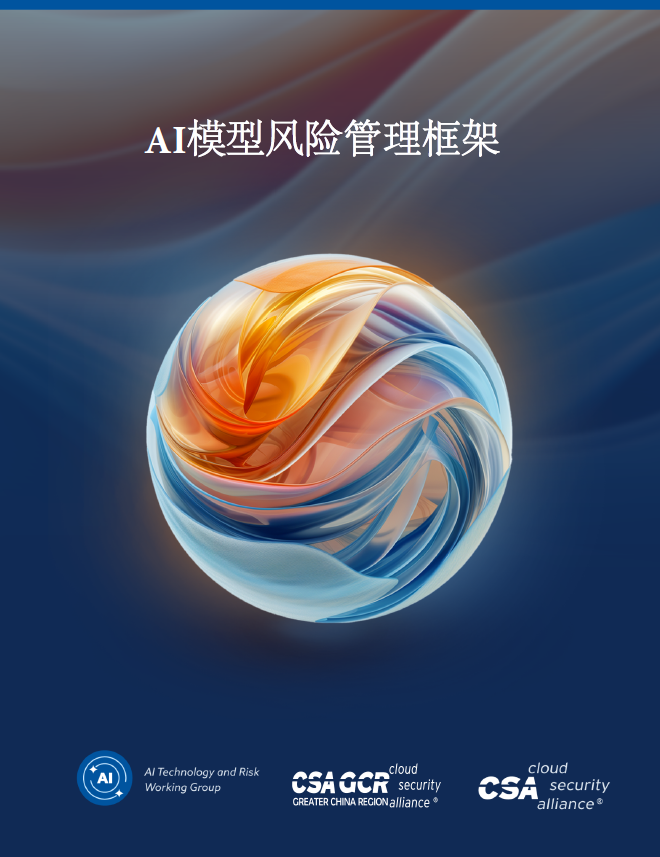 AI模型风险管理框架
AI
AI Technology and Risk
Working Group
CSA GCR cloud security alliance®
GREATER CHINA REGION
CSA cloud security alliance®